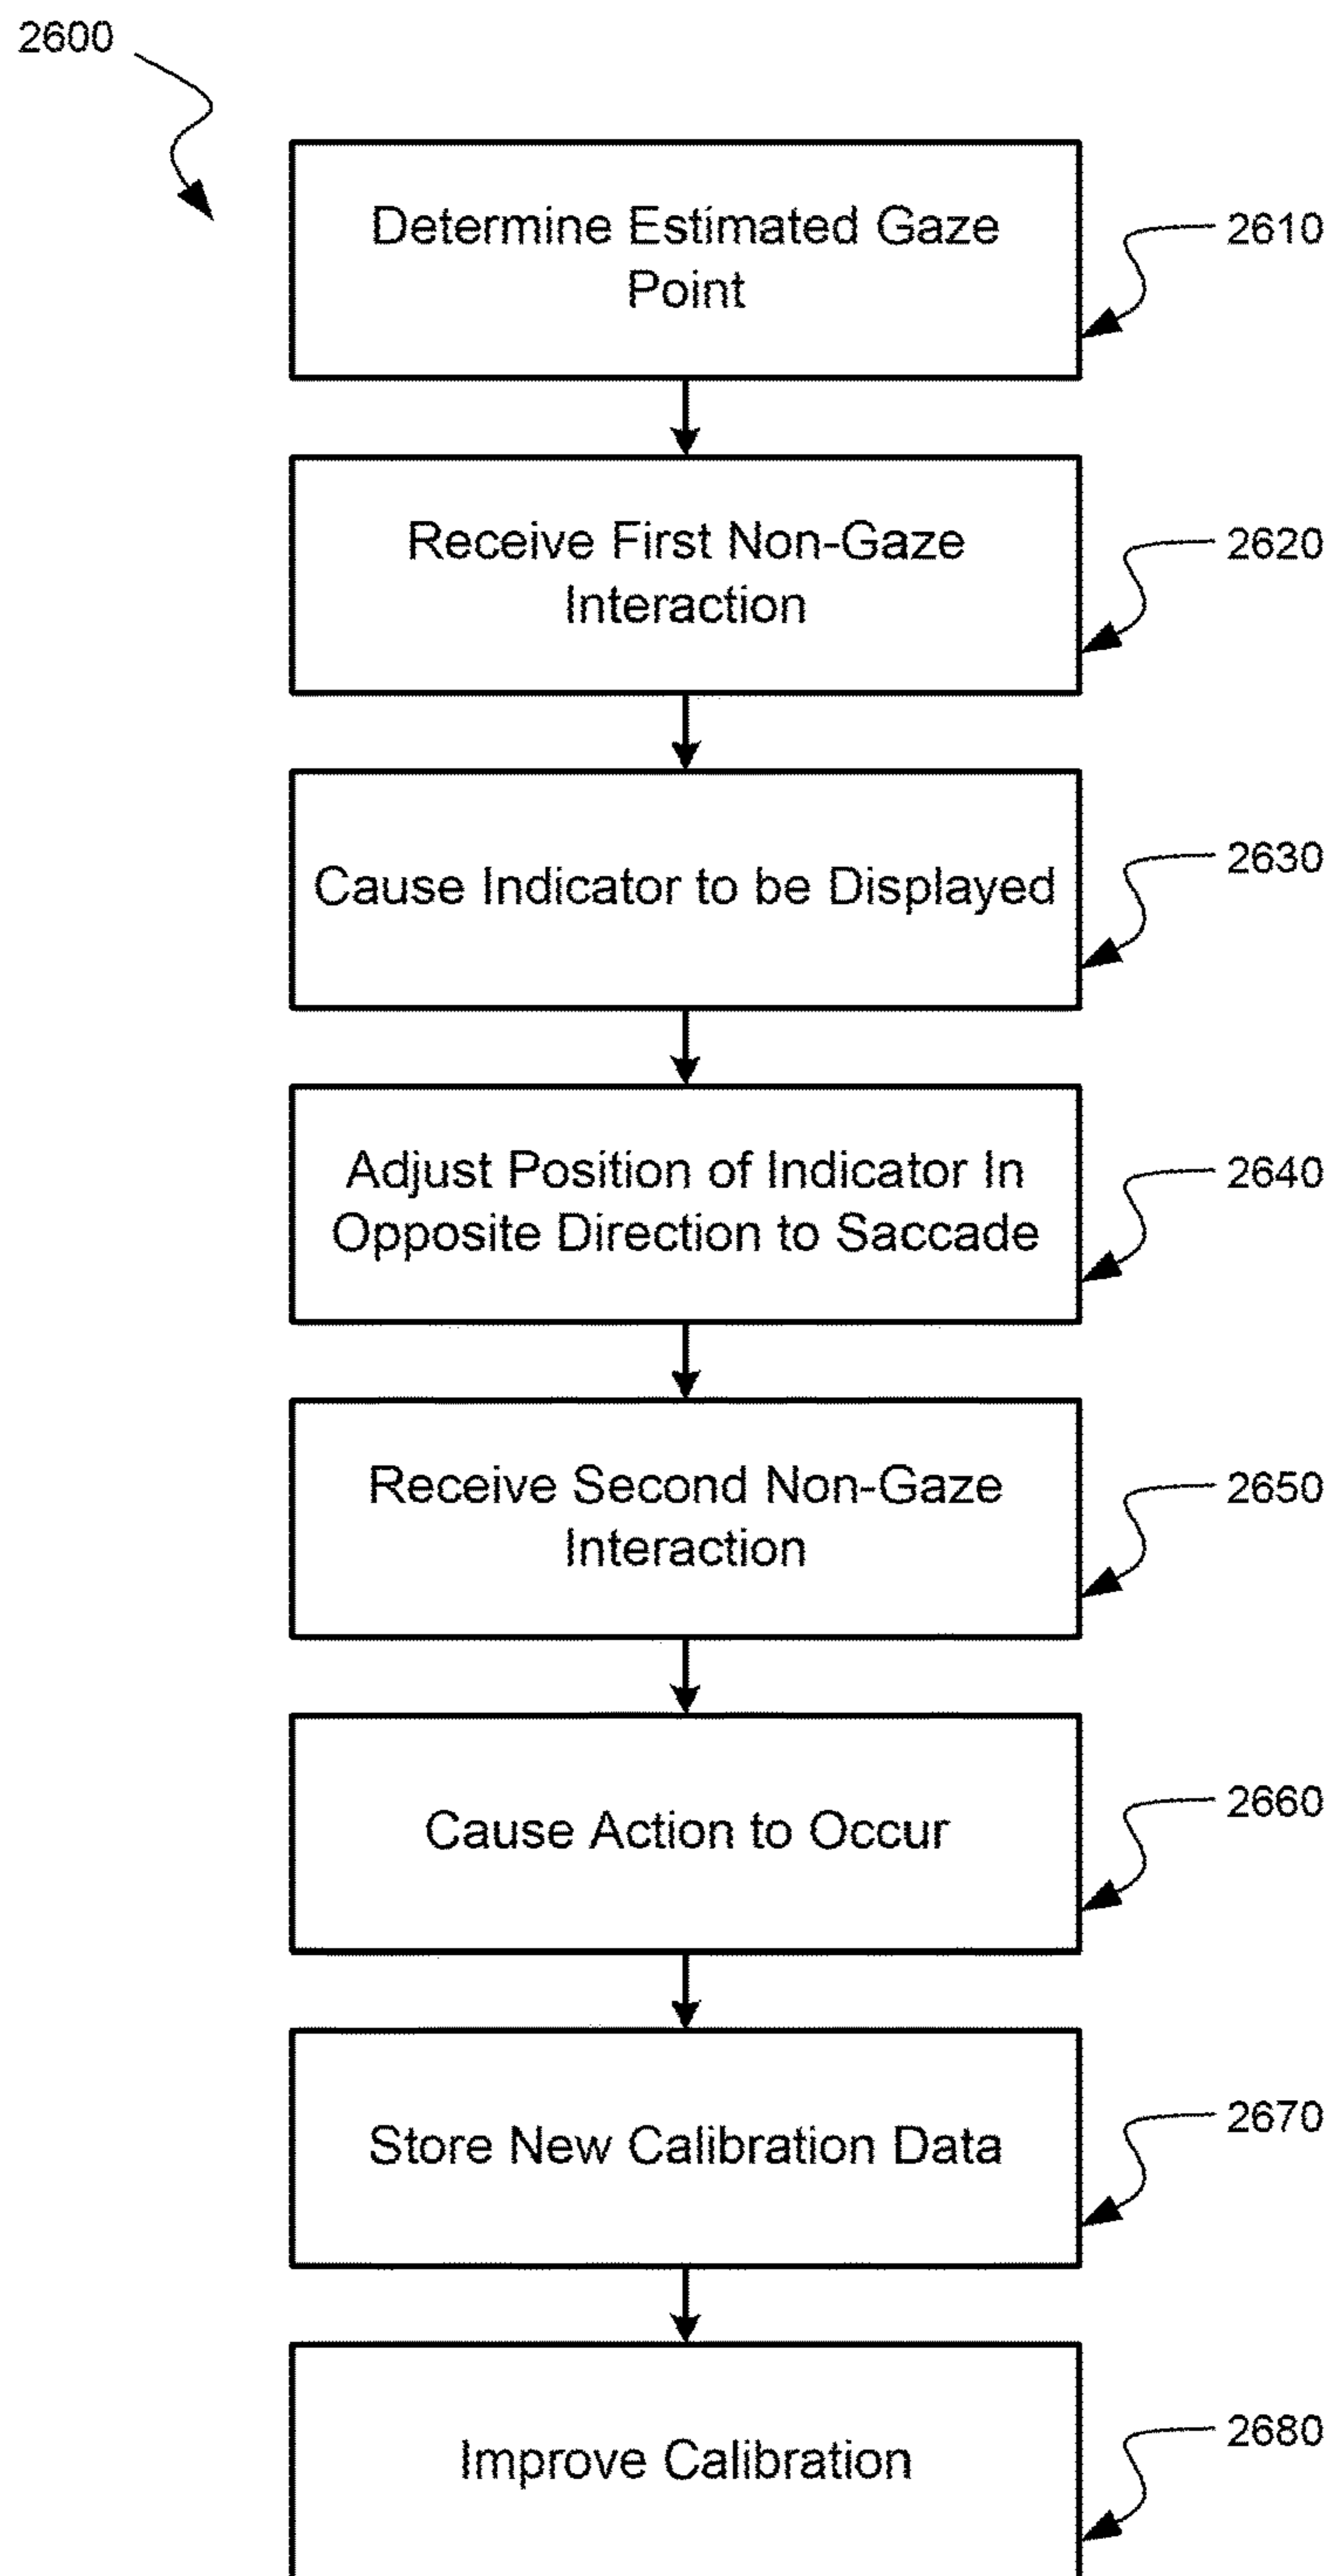 2600
Determine Estimated Gaze
Point
2610
Receive First Non-Gaze
Interaction
2620
Cause Indicator to be Displayed
2630
Adjust Position of Indicator In
Opposite Direction to Saccade
2640
Receive Second Non-Gaze
Interaction
2650
Cause Action to Occur
2660
Store New Calibration Data
2670
Improve Calibration
2680